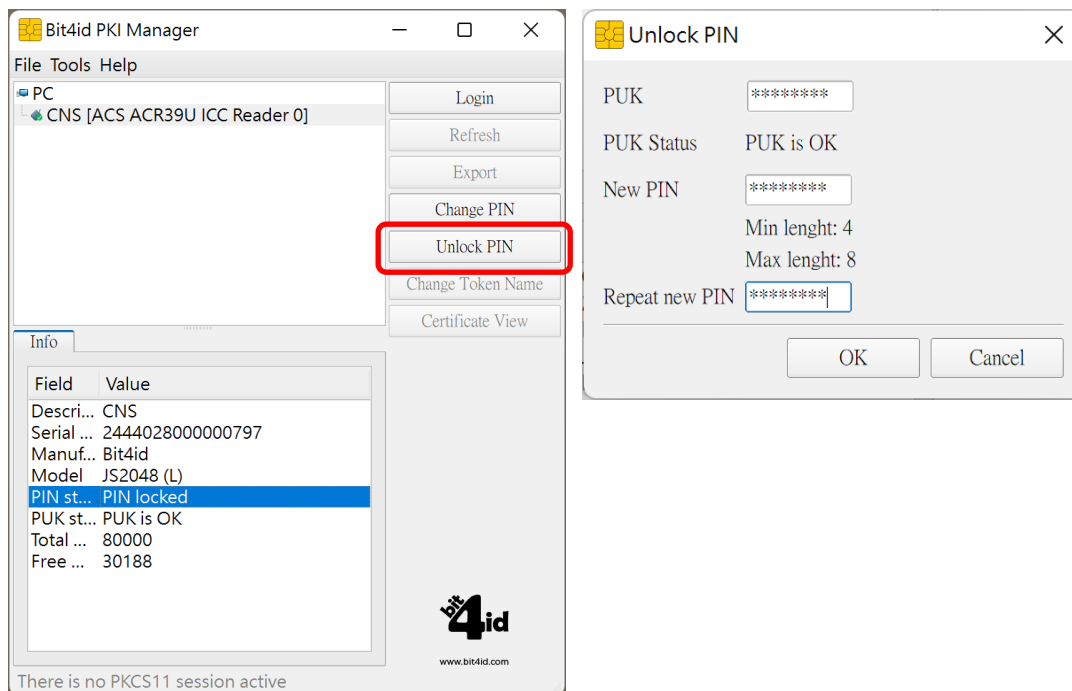 Bit4id PKI Manager
File Tools Help
PC
CNS [ACS ACR39U ICC Reader 0]
Login
Refresh
Export
Change PIN
Unlock PIN
Change Token Name
Certificate View
Info
Field Value
Descri... CNS
Serial ... 2444028000000797
Manuf... Bit4id
Model JS2048 (L)
PIN st... PIN locked
PUK st... PUK is OK
Total ... 80000
Free ... 30188
bit4id
www.bit4id.com
There is no PKCS11 session active
Unlock PIN
PUK ********
PUK Status PUK is OK
New PIN ********
Min lenght: 4
Max lenght: 8
Repeat new PIN ********
OK Cancel